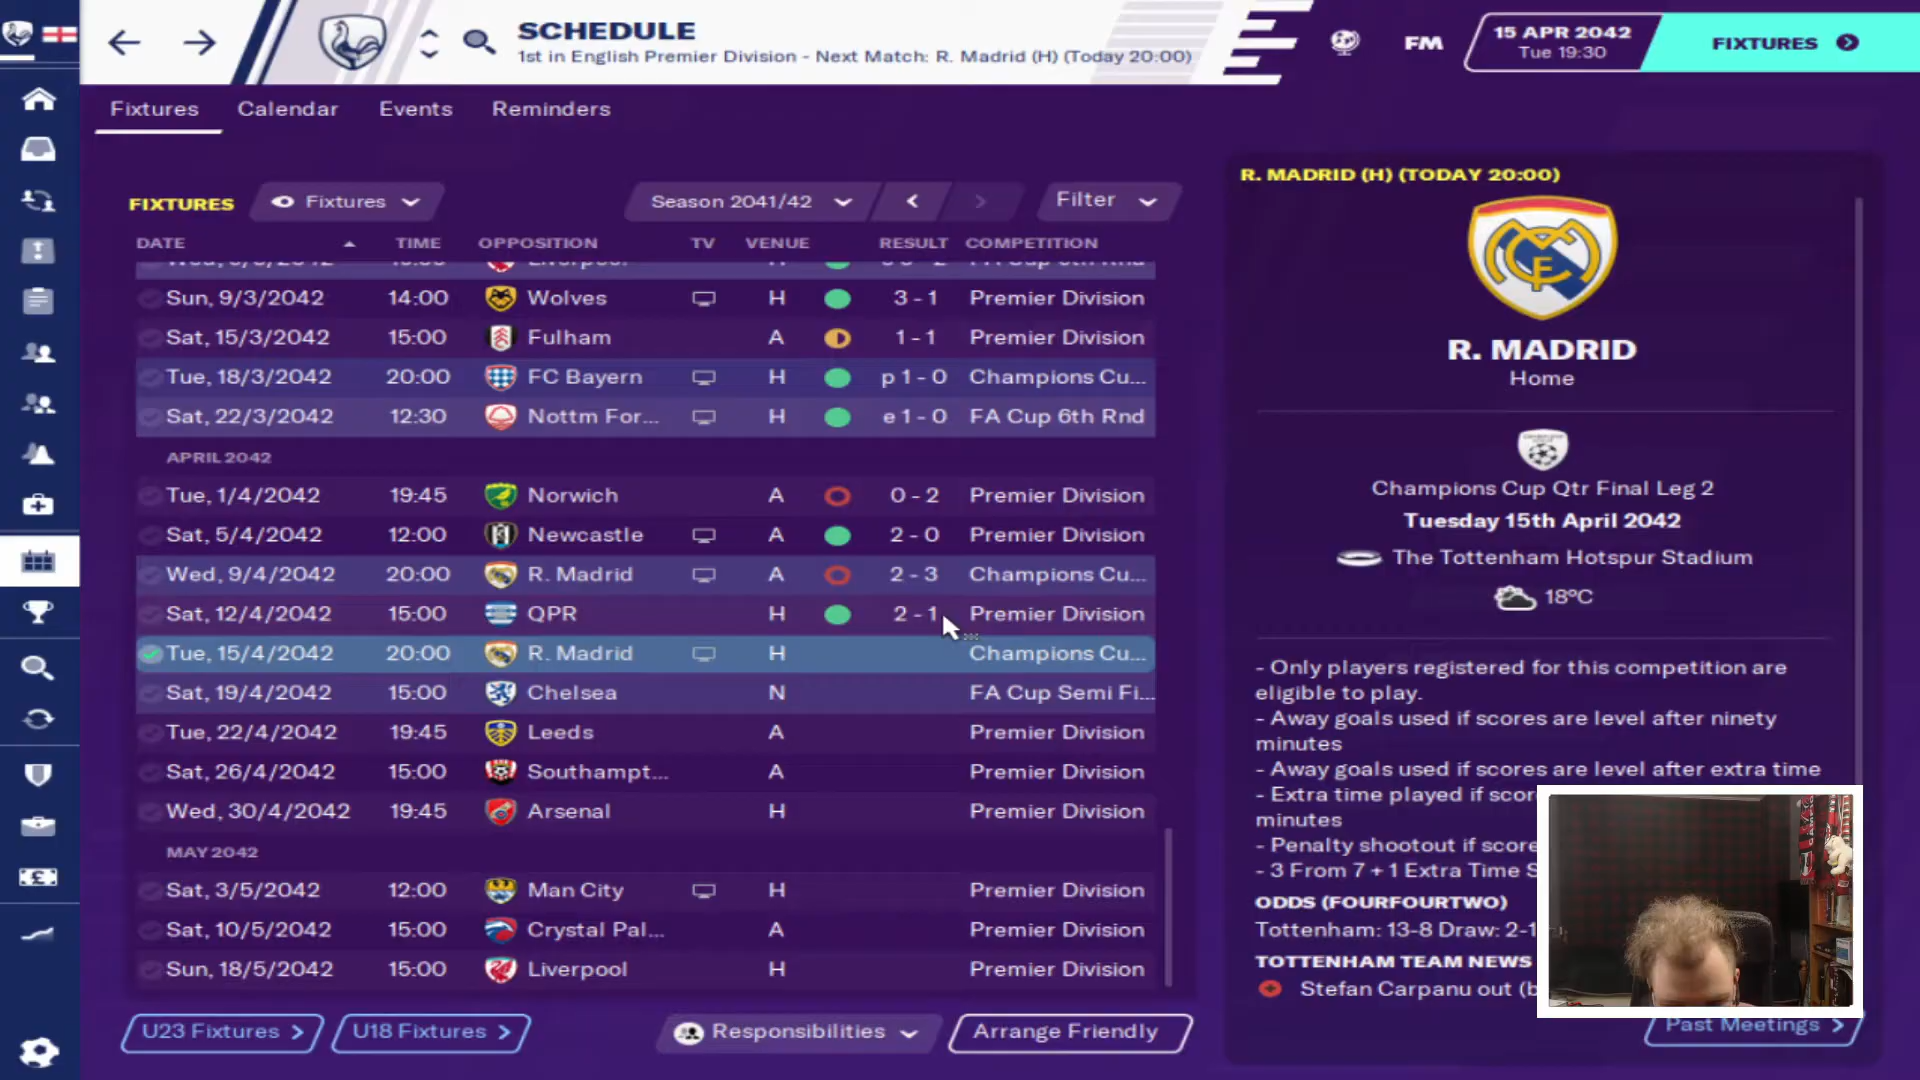 SCHEDULE
1st in English Premier Division - Next Match: R. Madrid (H) (Today 20:00)
FM
15 APR 2042
Tue 19:30
FIXTURES
Fixtures
Calendar
Events
Reminders
FIXTURES
Fixtures
Season 2041/42
Filter
DATE TIME OPPOSITION TV VENUE RESULT COMPETITION
Sun, 9/3/2042 14:00 Wolves H 3 - 1 Premier Division
Sat, 15/3/2042 15:00 Fulham A 1 - 1 Premier Division
Tue, 18/3/2042 20:00 FC Bayern H p 1 - 0 Champions Cu...
Sat, 22/3/2042 12:30 Nottm For... H e 1 - 0 FA Cup 6th Rnd
APRIL 2042
Tue, 1/4/2042 19:45 Norwich A 0 - 2 Premier Division
Sat, 5/4/2042 12:00 Newcastle A 2 - 0 Premier Division
Wed, 9/4/2042 20:00 R. Madrid A 2 - 3 Champions Cu...
Sat, 12/4/2042 15:00 QPR H 2 - 1 Premier Division
Tue, 15/4/2042 20:00 R. Madrid H Champions Cu...
Sat, 19/4/2042 15:00 Chelsea N FA Cup Semi Fi...
Tue, 22/4/2042 19:45 Leeds A Premier Division
Sat, 26/4/2042 15:00 Southampt... A Premier Division
Wed, 30/4/2042 19:45 Arsenal H Premier Division
MAY 2042
Sat, 3/5/2042 12:00 Man City H Premier Division
Sat, 10/5/2042 15:00 Crystal Pal... A Premier Division
Sun, 18/5/2042 15:00 Liverpool H Premier Division
U23 Fixtures
U18 Fixtures
Responsibilities
Arrange Friendly
R. MADRID (H) (TODAY 20:00)
R. MADRID
Home
Champions Cup Qtr Final Leg 2
Tuesday 15th April 2042
The Tottenham Hotspur Stadium
18°C
- Only players registered for this competition are
eligible to play.
- Away goals used if scores are level after ninety
minutes
- Away goals used if scores are level after extra time
- Extra time played if scor
minutes
- Penalty shootout if score
- 3 From 7 + 1 Extra Time S
ODDS (FOURFOURTWO)
Tottenham: 13-8 Draw: 2-1
TOTTENHAM TEAM NEWS
Stefan Carpanu out (b
Past Meetings